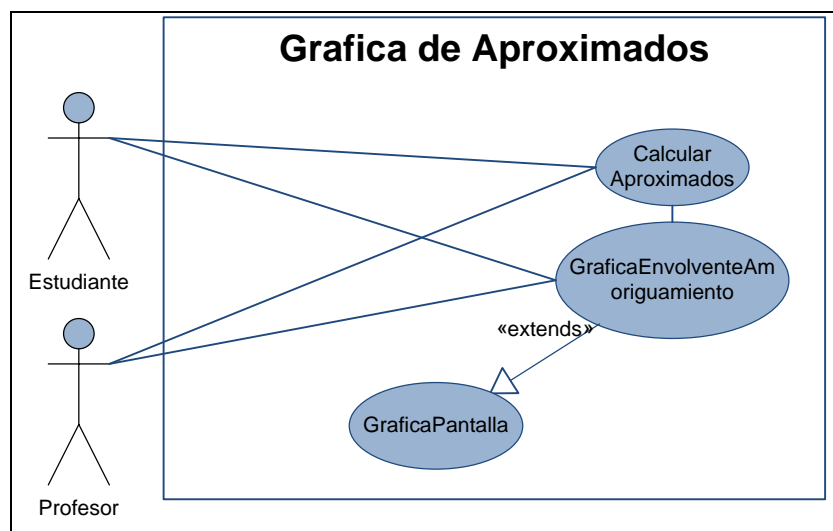 Grafica de Aproximados
Calcular
Aproximados
Estudiante
GraficaEnvolventeAm
origuamiento
«extends»
GraficaPantalla
Profesor